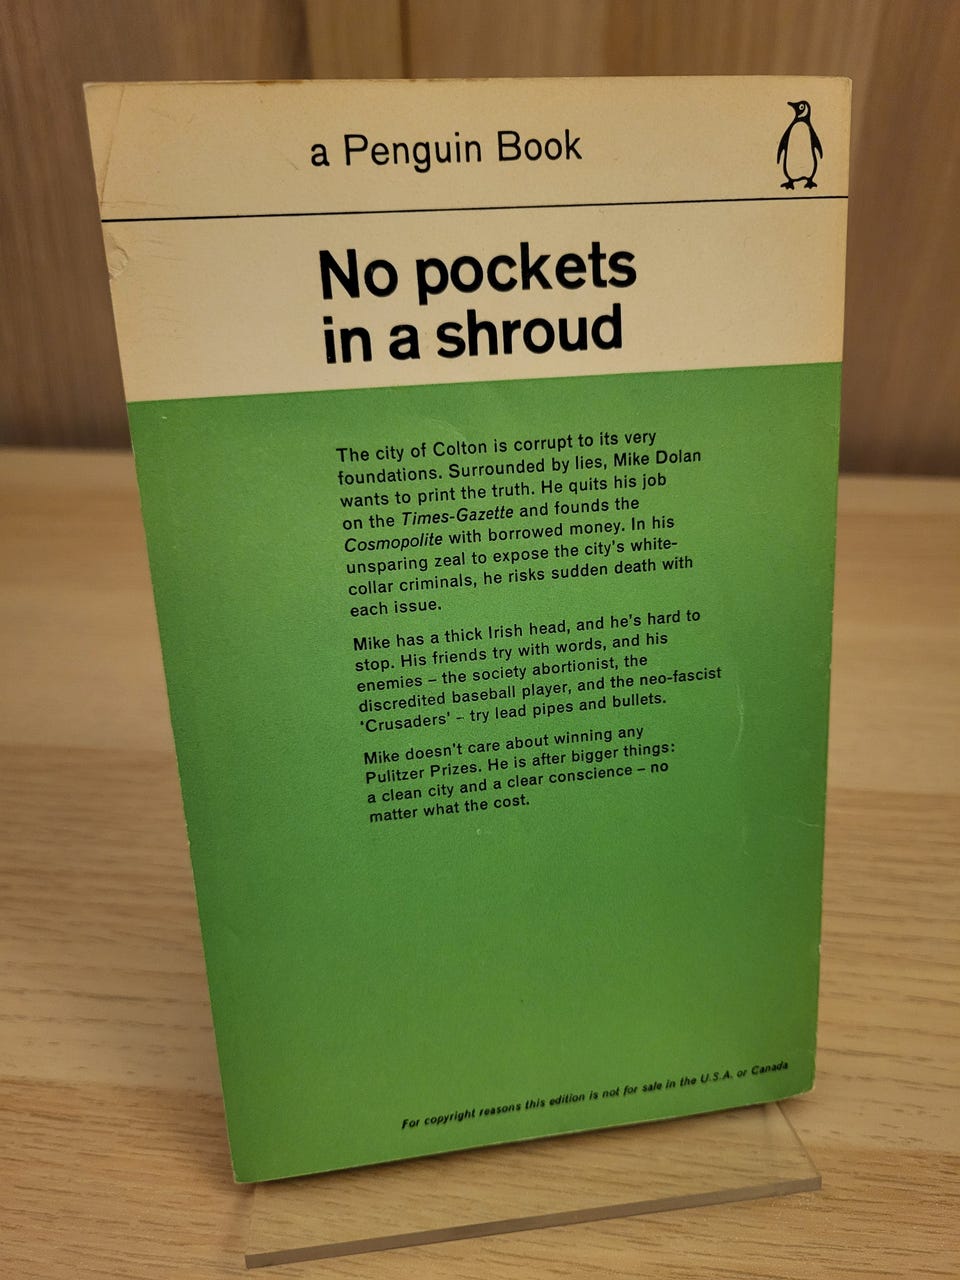 a Penguin Book
No pockets
in a shroud
The city of Colton is corrupt to its very
foundations. Surrounded by lies, Mike Dolan
wants to print the truth. He quits his job
on the Times-Gazette and founds the
Cosmopolite with borrowed money. In his
unsparing zeal to expose the city's white-
collar criminals, he risks sudden death with
each issue.
Mike has a thick Irish head, and he's hard to
stop. His friends try with words, and his
enemies – the society abortionist, the
discredited baseball player, and the neo-fascist
'Crusaders' – try lead pipes and bullets.
Mike doesn't care about winning any
Pulitzer Prizes. He is after bigger things:
a clean city and a clear conscience – no
matter what the cost.
For copyright reasons this edition is not for sale in the U.S.A. or Canada